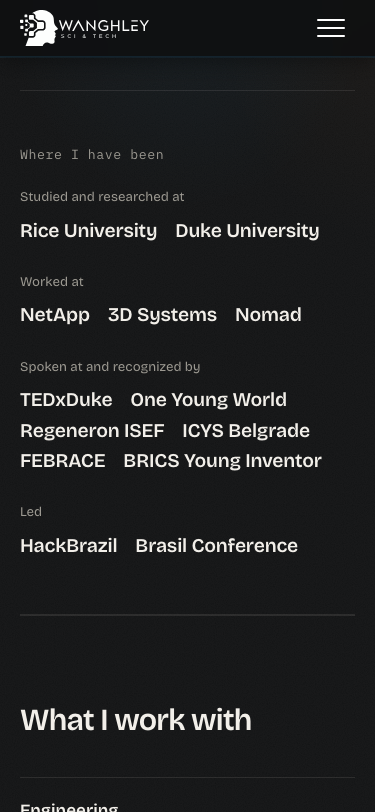 WANGHLEY
SCI & TECH
Where I have been
Studied and researched at
Rice University Duke University
Worked at
NetApp 3D Systems Nomad
Spoken at and recognized by
TEDxDuke One Young World
Regeneron ISEF ICYS Belgrade
FEBRACE BRICS Young Inventor
Led
HackBrazil Brasil Conference
What I work with
Engineering